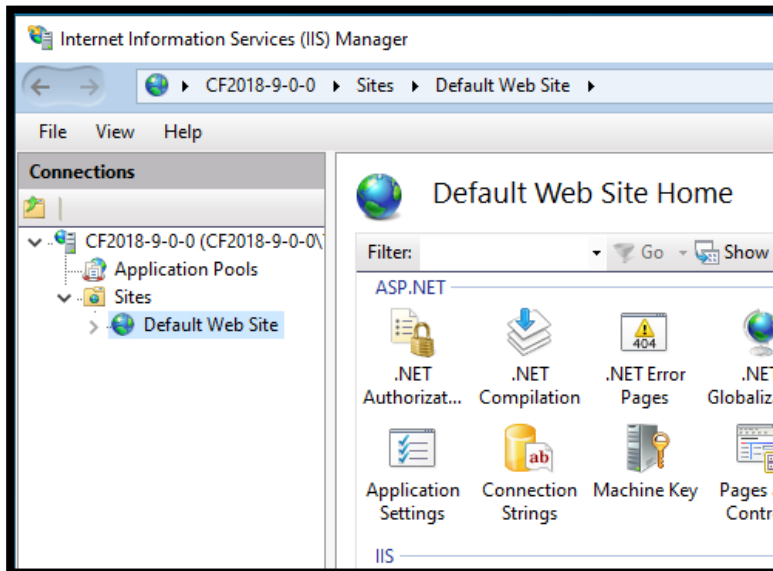 Internet Information Services (IIS) Manager
CF2018-9-0-0 Sites Default Web Site
File View Help
Connections
CF2018-9-0-0 (CF2018-9-0-0\
Application Pools
Sites
Default Web Site
Default Web Site Home
Filter: Go Show
ASP.NET
.NET Authorizat...
.NET Compilation
.NET Error Pages
404
.NET
Globaliz
Application Settings
Connection Strings
ab
Machine Key
Pages
Contr
IIS